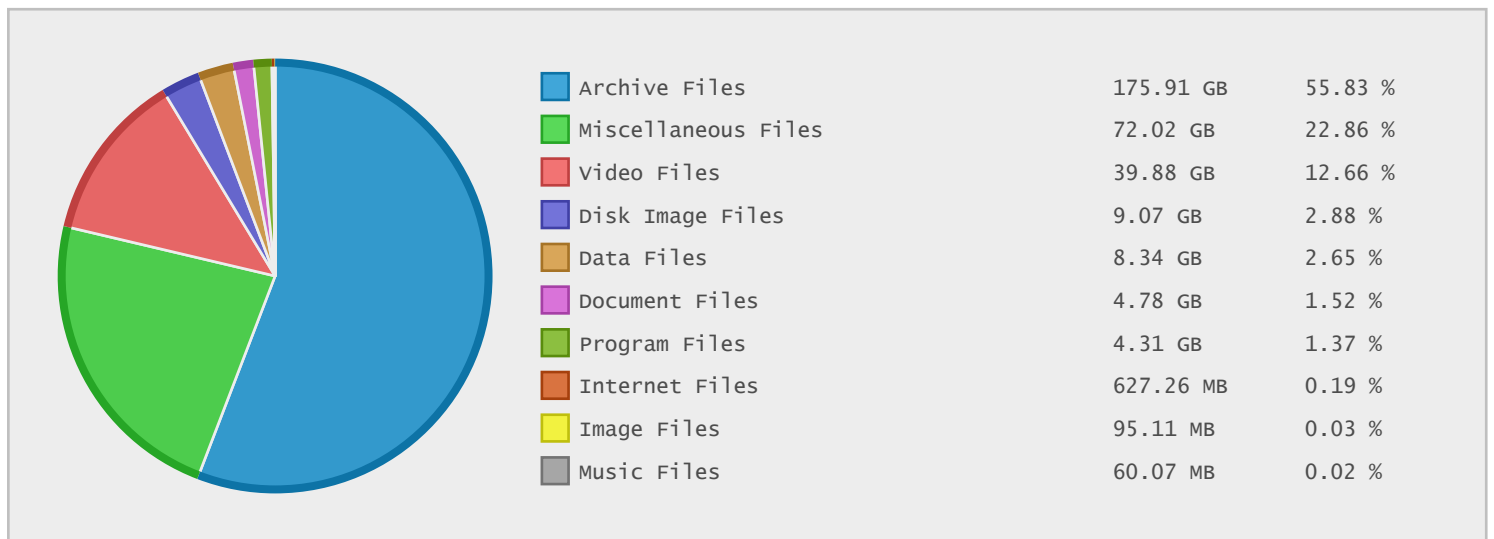 Archive Files 175.91 GB 55.83 %
Miscellaneous Files 72.02 GB 22.86 %
Video Files 39.88 GB 12.66 %
Disk Image Files 9.07 GB 2.88 %
Data Files 8.34 GB 2.65 %
Document Files 4.78 GB 1.52 %
Program Files 4.31 GB 1.37 %
Internet Files 627.26 MB 0.19 %
Image Files 95.11 MB 0.03 %
Music Files 60.07 MB 0.02 %